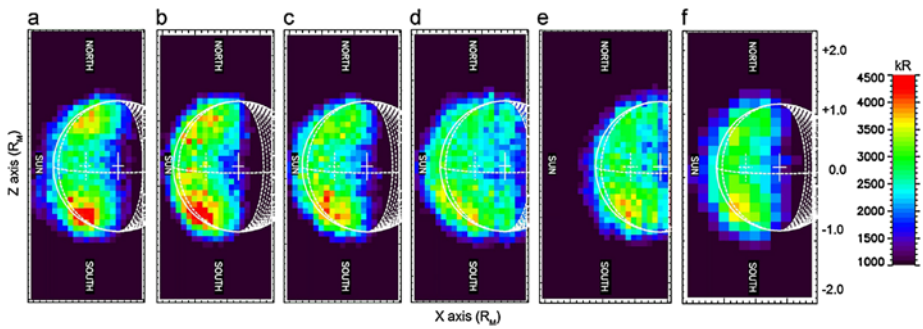 a b c d e f
NORTH NORTH NORTH NORTH NORTH NORTH
SUN SUN SUN SUN SUN SUN
SOUTH SOUTH SOUTH SOUTH SOUTH SOUTH
Z axis (R_M)
X axis (R_M)
+2.0
+1.0
0.0
-1.0
-2.0
kR
4500
4000
3500
3000
2500
2000
1500
1000